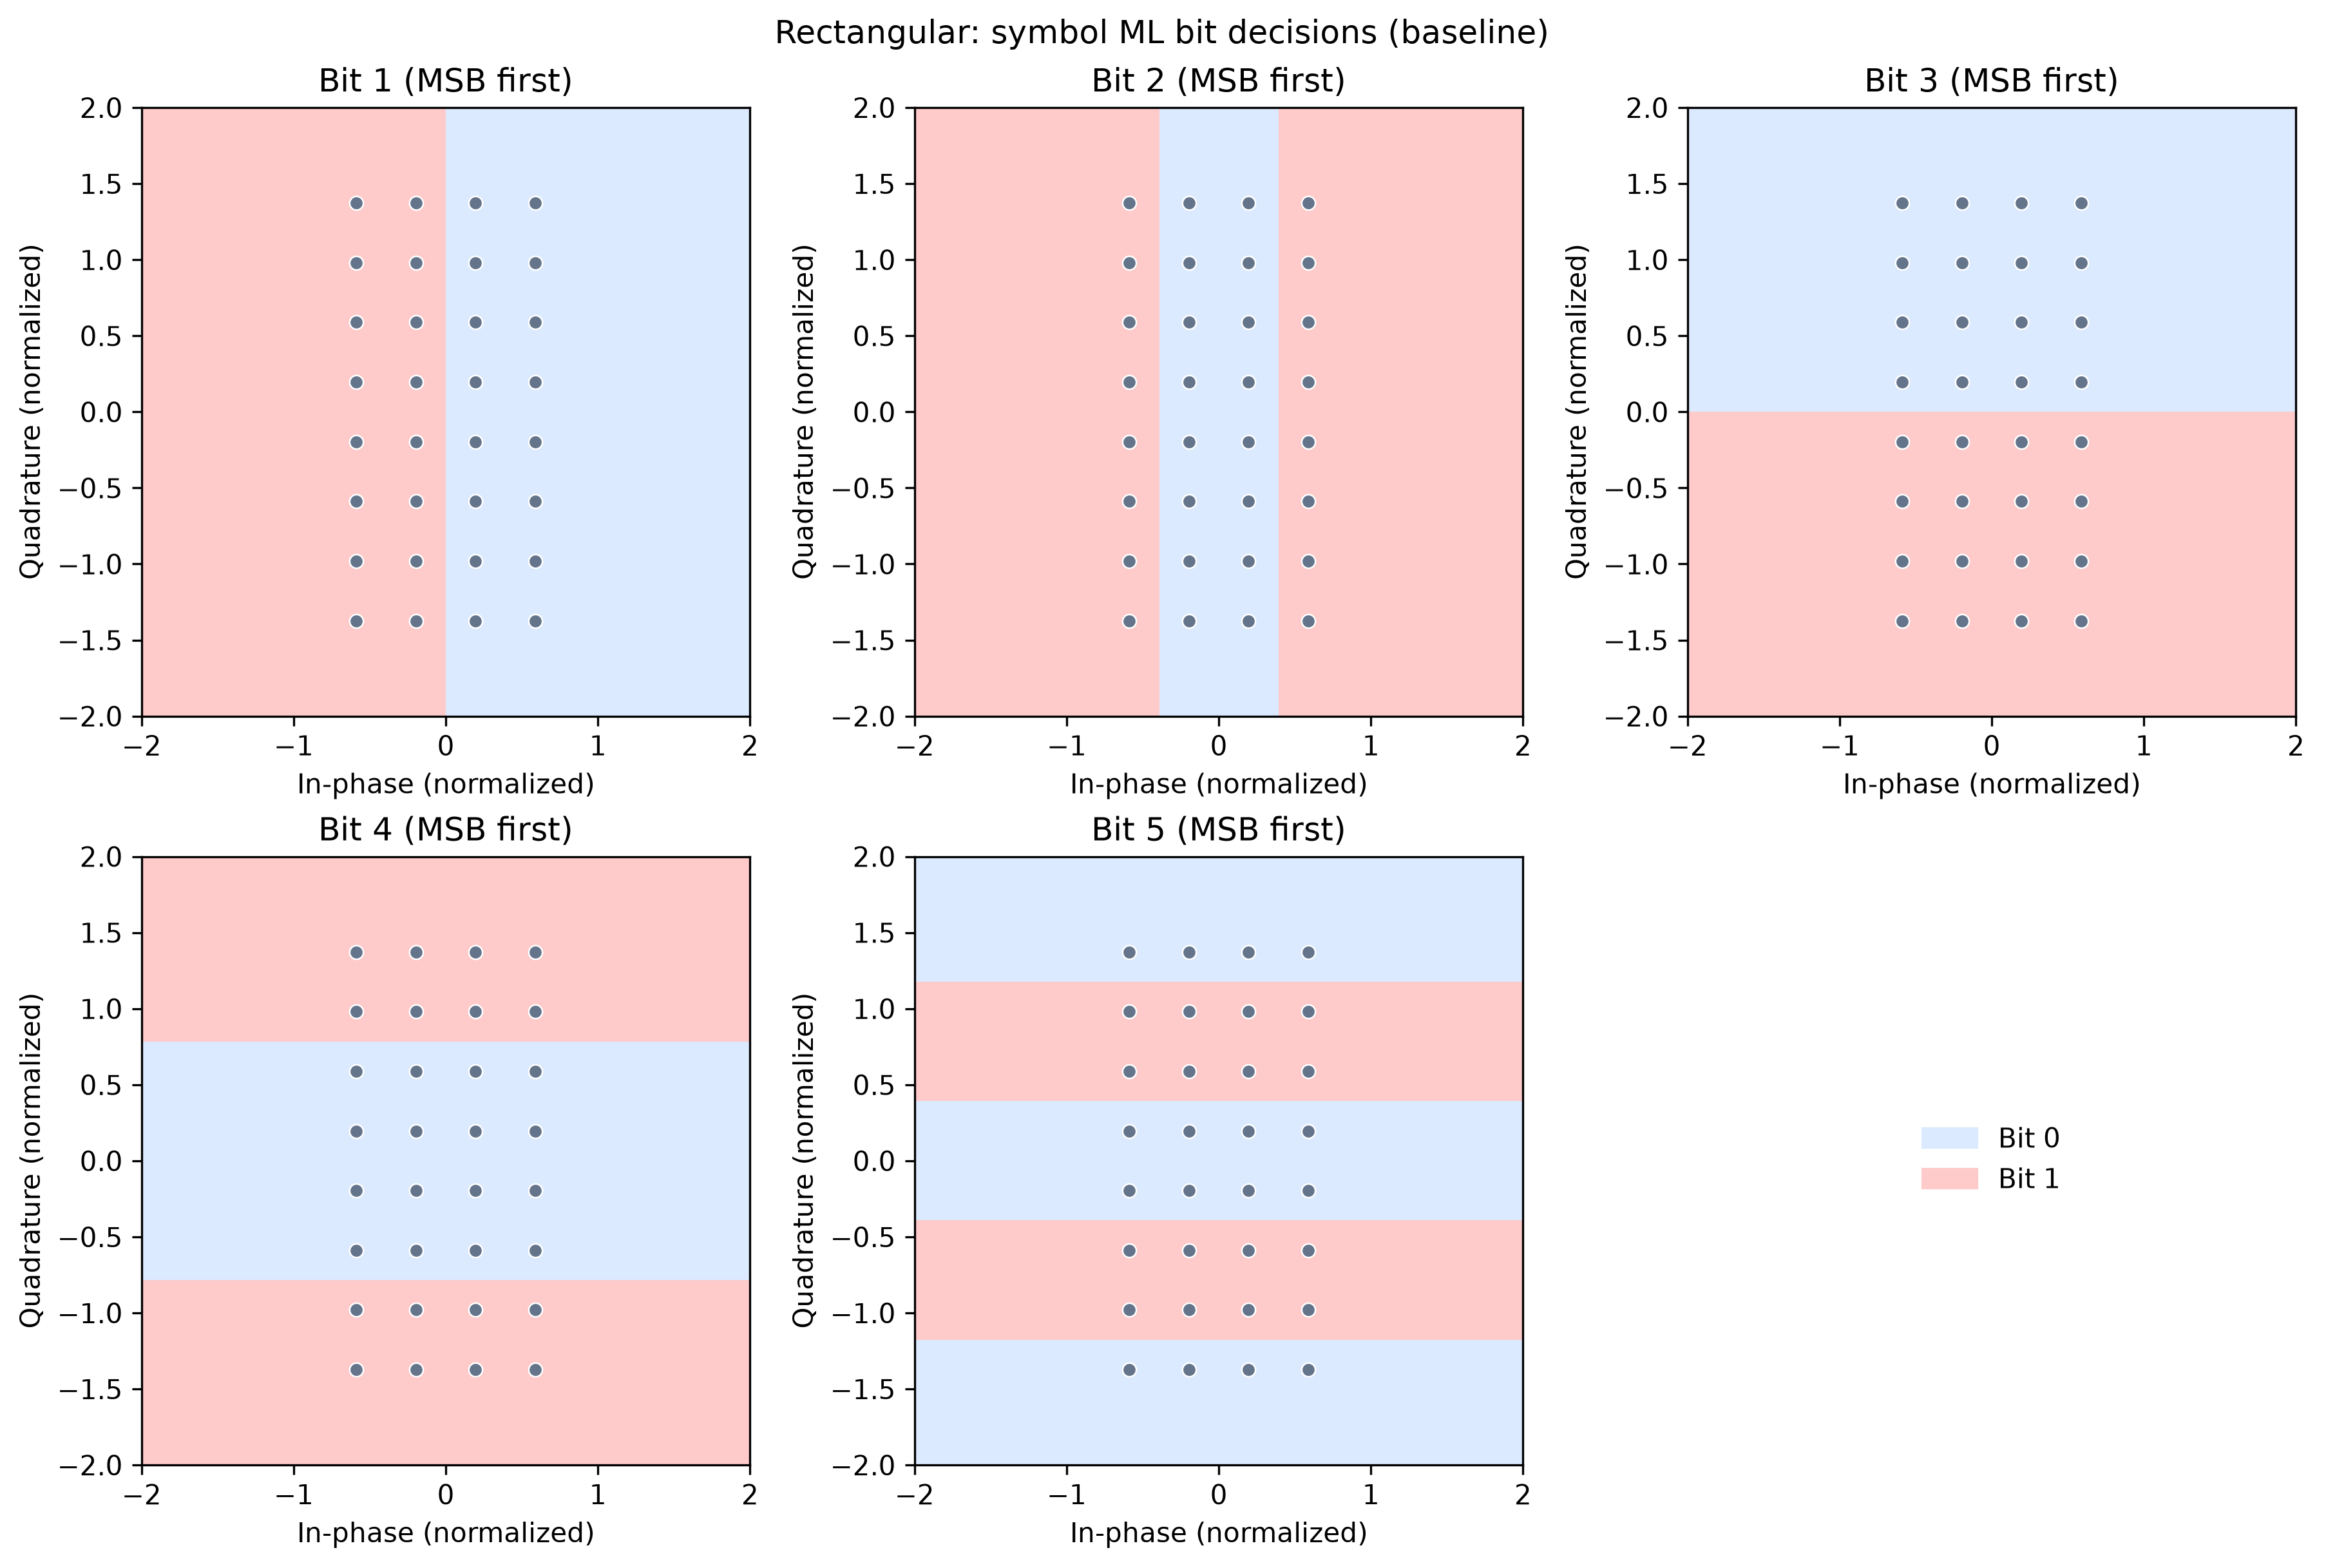 Rectangular: symbol ML bit decisions (baseline)
Bit 1 (MSB first)
Quadrature (normalized)
2.0
1.5
1.0
0.5
0.0
−0.5
−1.0
−1.5
−2.0
−2 −1 0 1 2
In-phase (normalized)
Bit 2 (MSB first)
Quadrature (normalized)
2.0
1.5
1.0
0.5
0.0
−0.5
−1.0
−1.5
−2.0
−2 −1 0 1 2
In-phase (normalized)
Bit 3 (MSB first)
Quadrature (normalized)
2.0
1.5
1.0
0.5
0.0
−0.5
−1.0
−1.5
−2.0
−2 −1 0 1 2
In-phase (normalized)
Bit 4 (MSB first)
Quadrature (normalized)
2.0
1.5
1.0
0.5
0.0
−0.5
−1.0
−1.5
−2.0
−2 −1 0 1 2
In-phase (normalized)
Bit 5 (MSB first)
Quadrature (normalized)
2.0
1.5
1.0
0.5
0.0
−0.5
−1.0
−1.5
−2.0
−2 −1 0 1 2
In-phase (normalized)
Bit 0
Bit 1